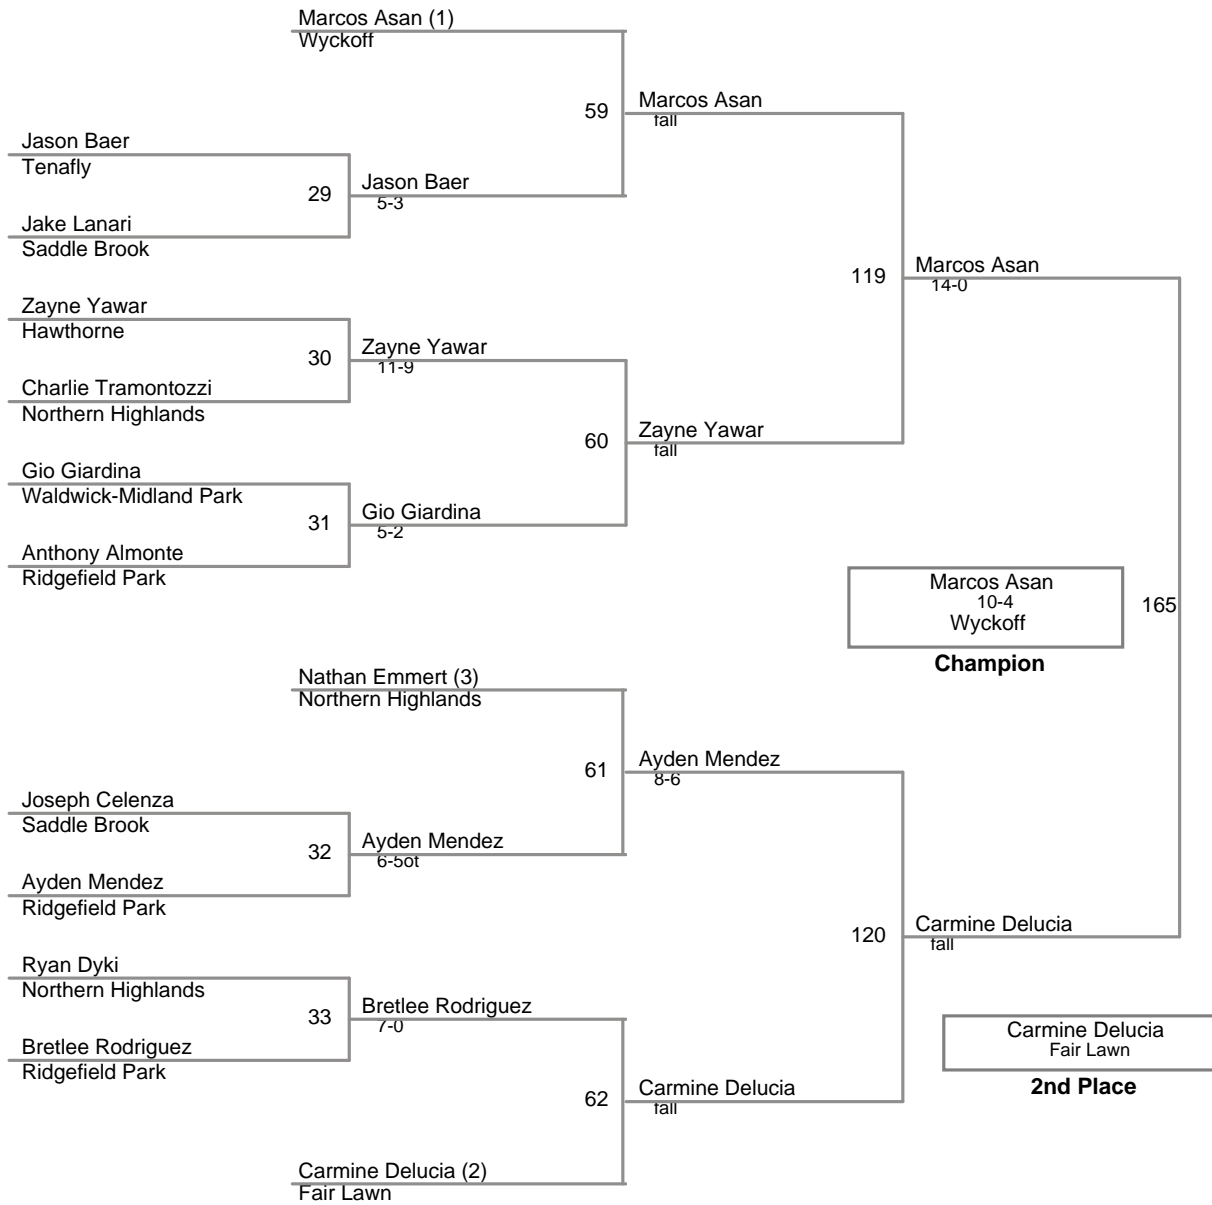 Marcos Asan (1)
Wyckoff
59
Marcos Asan
fall
Jason Baer
Tenafly
29
Jason Baer
5-3
Jake Lanari
Saddle Brook
119
Marcos Asan
14-0
Zayne Yawar
Hawthorne
30
Zayne Yawar
11-9
Charlie Tramontozzi
Northern Highlands
60
Zayne Yawar
fall
Gio Giardina
Waldwick-Midland Park
31
Gio Giardina
5-2
Anthony Almonte
Ridgefield Park
Marcos Asan
10-4
Wyckoff
Champion
165
Nathan Emmert (3)
Northern Highlands
61
Ayden Mendez
8-6
Joseph Celenza
Saddle Brook
32
Ayden Mendez
6-5ot
Ayden Mendez
Ridgefield Park
120
Carmine Delucia
fall
Ryan Dyki
Northern Highlands
33
Bretlee Rodriguez
7-0
Bretlee Rodriguez
Ridgefield Park
Carmine Delucia
Fair Lawn
2nd Place
62
Carmine Delucia
fall
Carmine Delucia (2)
Fair Lawn